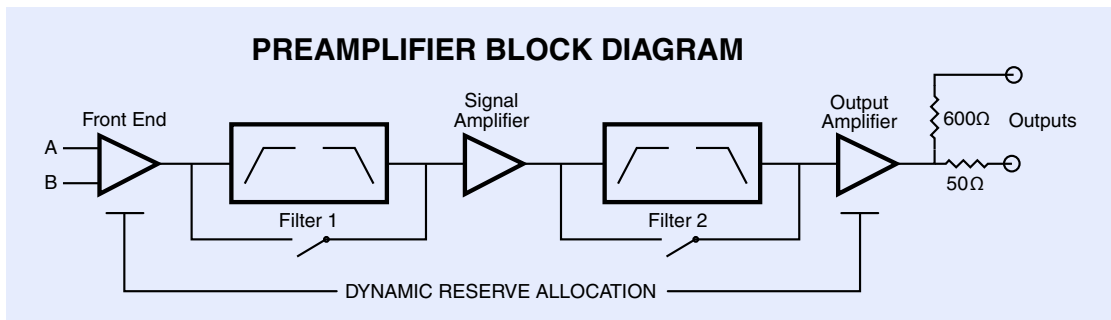 PREAMPLIFIER BLOCK DIAGRAM
Front End
A
B
Filter 1
Signal
Amplifier
Filter 2
Output
Amplifier
600Ω
Outputs
50Ω
DYNAMIC RESERVE ALLOCATION